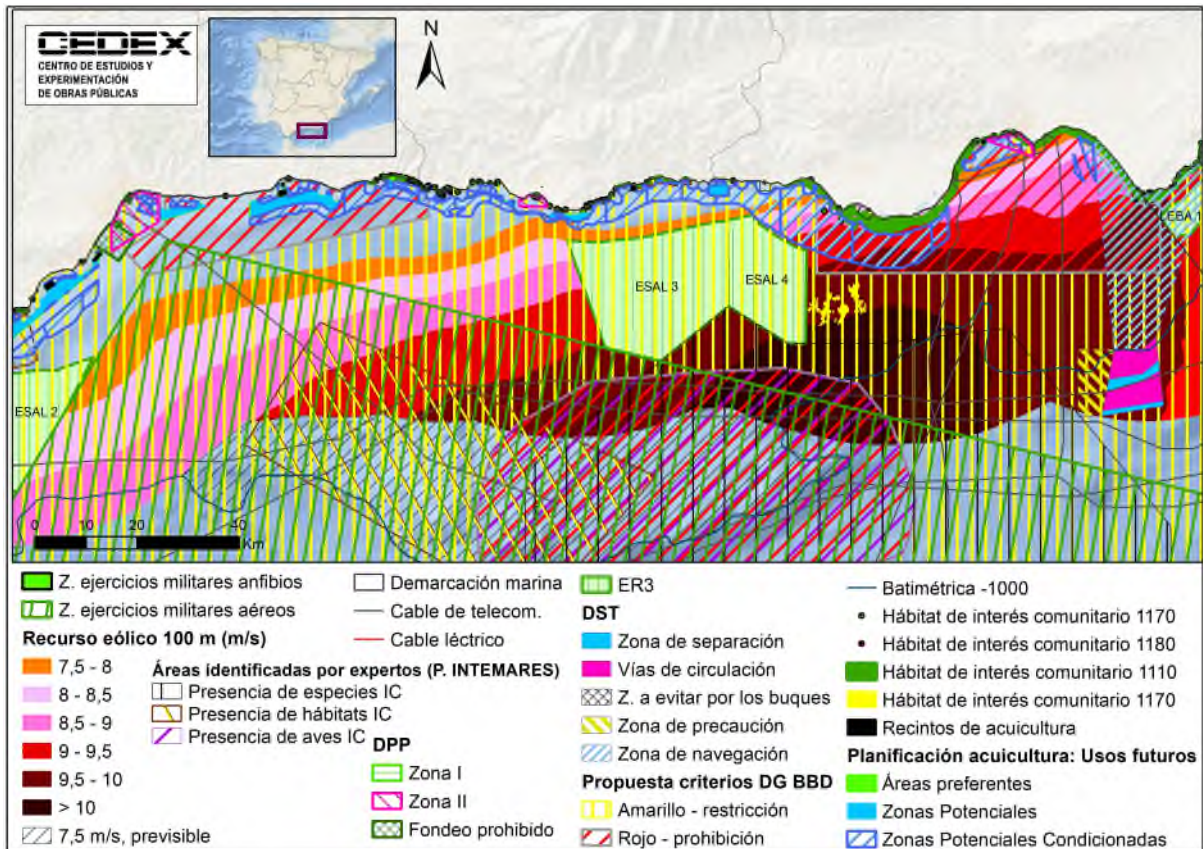 CEDEX
CENTRO DE ESTUDIOS Y
EXPERIMENTACIÓN
DE OBRAS PÚBLICAS
N
ESAL 2
ESAL 3
ESAL 4
LEBA 1
0 10 20 40
Km
Z. ejercicios militares anfibios
Z. ejercicios militares aéreos
Recurso eólico 100 m (m/s)
7,5 - 8
8 - 8,5
8,5 - 9
9 - 9,5
9,5 - 10
> 10
7,5 m/s, previsible
Demarcación marina
Cable de telecom.
Cable léctrico
Áreas identificadas por expertos (P. INTEMARES)
Presencia de especies IC
Presencia de hábitats IC
Presencia de aves IC
DPP
Zona I
Zona II
Fondeo prohibido
ER3
DST
Zona de separación
Vías de circulación
Z. a evitar por los buques
Zona de precaución
Zona de navegación
Propuesta criterios DG BBD
Amarillo - restricción
Rojo - prohibición
Batimétrica -1000
Hábitat de interés comunitario 1170
Hábitat de interés comunitario 1180
Hábitat de interés comunitario 1110
Hábitat de interés comunitario 1170
Recintos de acuicultura
Planificación acuicultura: Usos futuros
Áreas preferentes
Zonas Potenciales
Zonas Potenciales Condicionadas